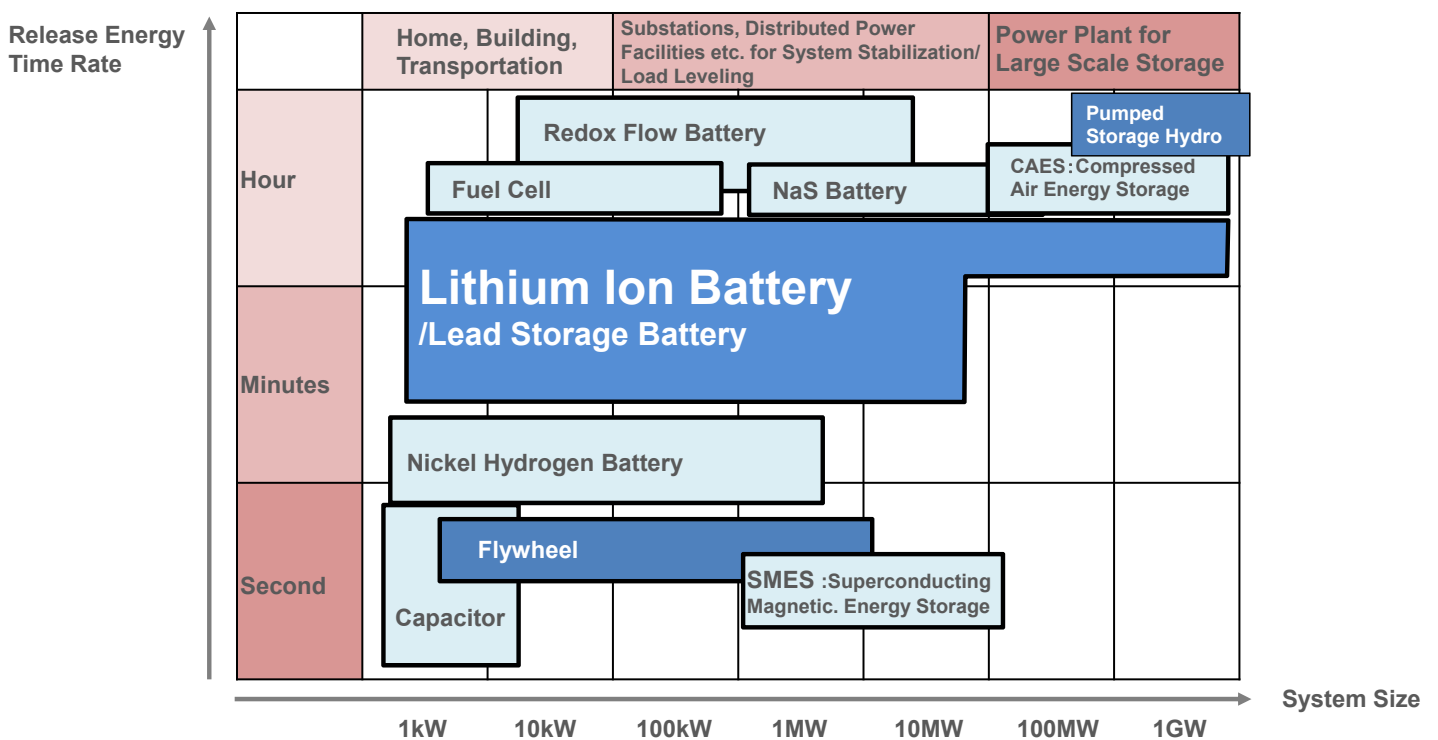 Release Energy
Time Rate
Home, Building,
Transportation
Substations, Distributed Power
Facilities etc. for System Stabilization/
Load Leveling
Power Plant for
Large Scale Storage
Hour
Redox Flow Battery
Pumped
Storage Hydro
Fuel Cell
NaS Battery
CAES:Compressed
Air Energy Storage
Lithium Ion Battery
/Lead Storage Battery
Minutes
Nickel Hydrogen Battery
Second
Flywheel
Capacitor
SMES :Superconducting
Magnetic. Energy Storage
System Size
1kW 10kW 100kW 1MW 10MW 100MW 1GW